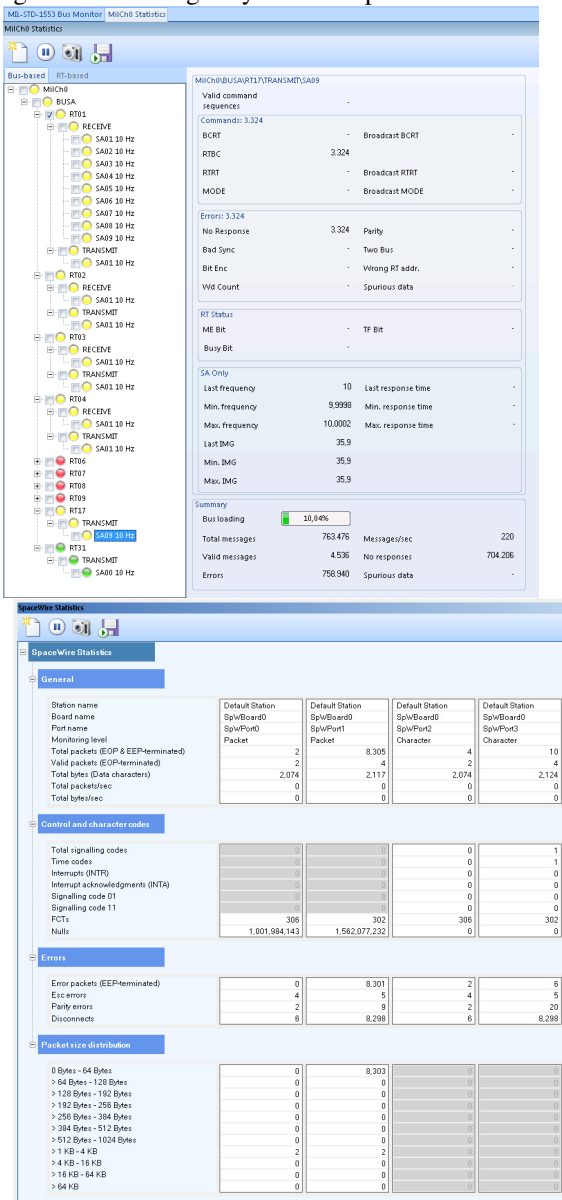 MIL-STD-1553 Bus Monitor MilCh0 Statistics
MilCh0 Statistics
Bus-based RT-based
MilCh0
BUSA
RT01
RECEIVE
SA01 10 Hz
SA02 10 Hz
SA03 10 Hz
SA04 10 Hz
SA05 10 Hz
SA06 10 Hz
SA07 10 Hz
SA08 10 Hz
SA09 10 Hz
TRANSMIT
SA01 10 Hz
RT02
RECEIVE
SA01 10 Hz
TRANSMIT
SA01 10 Hz
RT03
RECEIVE
SA01 10 Hz
TRANSMIT
SA01 10 Hz
RT04
RECEIVE
SA01 10 Hz
TRANSMIT
SA01 10 Hz
RT06
RT07
RT08
RT09
RT17
TRANSMIT
SA09 10 Hz
RT31
TRANSMIT
SA00 10 Hz
MilCh0\BUSA\RT17\TRANSMIT\SA09
Valid command sequences -
Commands: 3.324
BCRT - Broadcast BCRT -
RTBC 3.324
RTRT - Broadcast RTRT -
MODE - Broadcast MODE -
Errors: 3.324
No Response 3.324 Parity -
Bad Sync - Two Bus -
Bit Enc - Wrong RT addr. -
Wd Count - Spurious data -
RT Status
ME Bit - TF Bit -
Busy Bit -
SA Only
Last frequency 10 Last response time -
Min. frequency 9,9998 Min. response time -
Max. frequency 10,0002 Max. response time -
Last IMG 35,9
Min. IMG 35,9
Max. IMG 35,9
Summary
Bus loading 10,04%
Total messages 763.476 Messages/sec 220
Valid messages 4.536 No responses 704.206
Errors 758.940 Spurious data -
SpaceWire Statistics
SpaceWire Statistics
General
Station name Default Station Default Station Default Station Default Station
Board name SpWBoard0 SpWBoard0 SpWBoard0 SpWBoard0
Port name SpWPort0 SpWPort1 SpWPort2 SpWPort3
Monitoring level Packet Packet Character Character
Total packets (EOP & EEP-terminated) 2 8,305 4 10
Valid packets (EOP-terminated) 2 4 2 4
Total bytes (Data characters) 2,074 2,117 2,074 2,124
Total packets/sec 0 0 0 0
Total bytes/sec 0 0 0 0
Control and character codes
Total signalling codes 0 0 0 1
Time codes 0 0 0 1
Interrupts (INTR) 0 0 0 0
Interrupt acknowledgments (INTA) 0 0 0 0
Signalling code 01 0 0 0 0
Signalling code 11 0 0 0 0
FCTs 306 302 306 302
Nulls 1,001,984,143 1,562,077,232 0 0
Errors
Error packets (EEP-terminated) 0 8,301 2 6
Esc errors 4 5 4 5
Parity errors 2 9 2 20
Disconnects 6 8,298 6 8,298
Packet size distribution
0 Bytes - 64 Bytes 0 8,303 0 0
> 64 Bytes - 128 Bytes 0 0 0 0
> 128 Bytes - 192 Bytes 0 0 0 0
> 192 Bytes - 256 Bytes 0 0 0 0
> 256 Bytes - 384 Bytes 0 0 0 0
> 384 Bytes - 512 Bytes 0 0 0 0
> 512 Bytes - 1024 Bytes 0 0 0 0
> 1 KB - 4 KB 2 2 0 0
> 4 KB - 16 KB 0 0 0 0
> 16 KB - 64 KB 0 0 0 0
> 64 KB 0 0 0 0